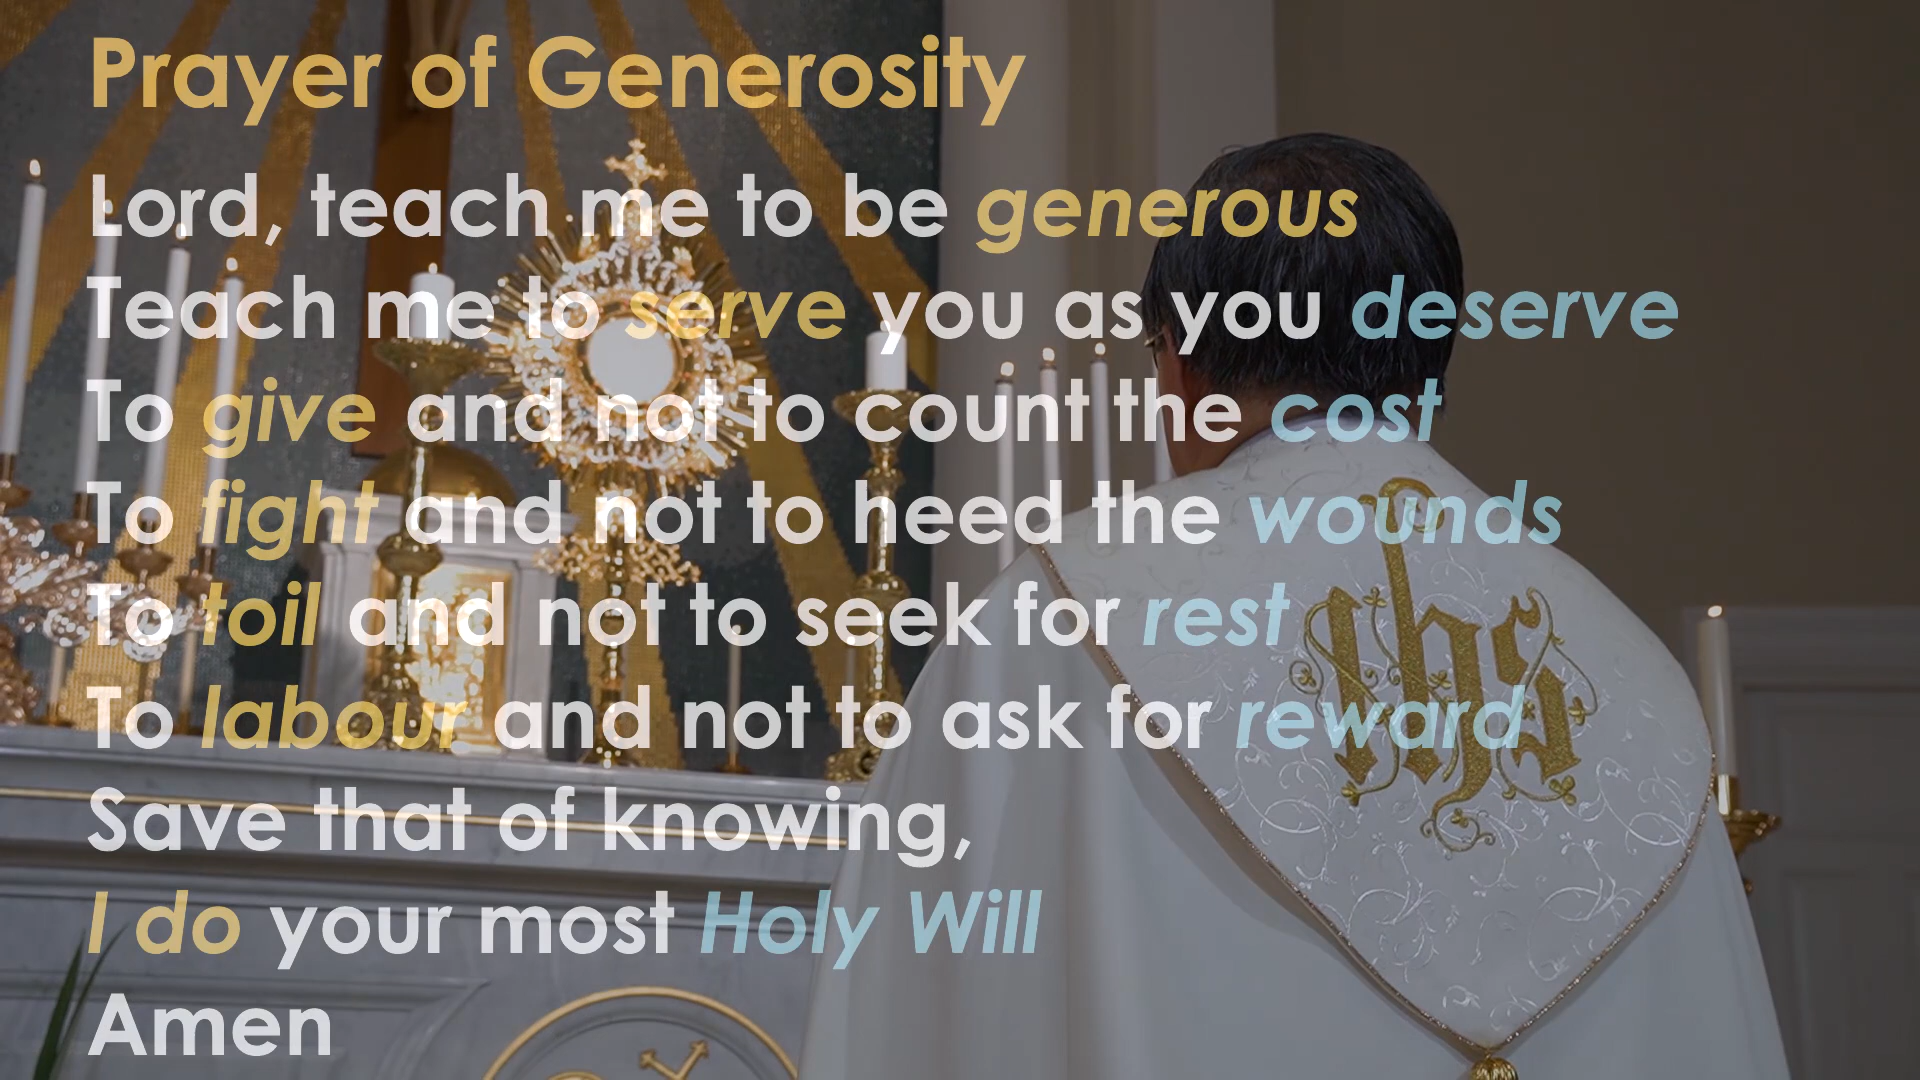 Prayer of Generosity
Lord, teach me to be generous
Teach me to serve you as you deserve
To give and not to count the cost
To fight and not to heed the wounds
To toil and not to seek for rest
To labour and not to ask for reward
Save that of knowing,
I do your most Holy Will
Amen
ihs